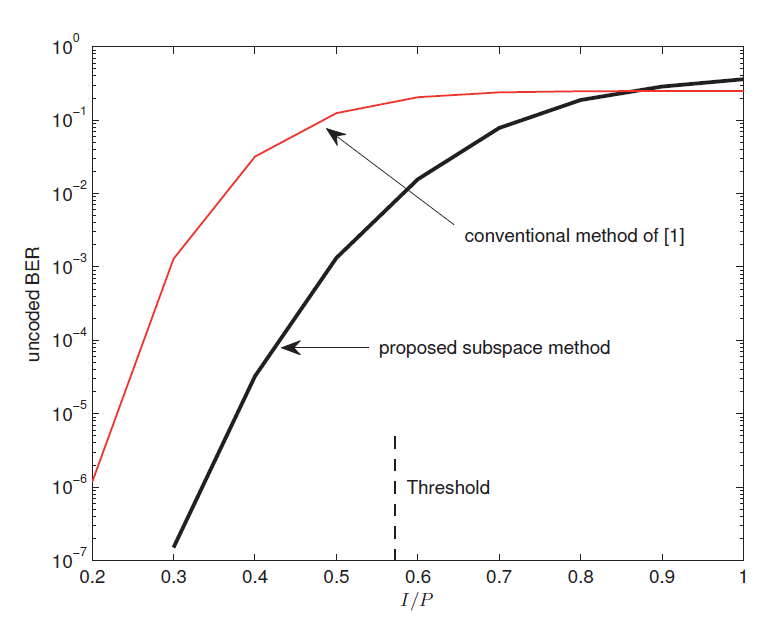 10^0
10^-1
10^-2
10^-3
10^-4
10^-5
10^-6
10^-7
uncoded BER
conventional method of [1]
proposed subspace method
Threshold
0.2 0.3 0.4 0.5 0.6 0.7 0.8 0.9 1
I/P